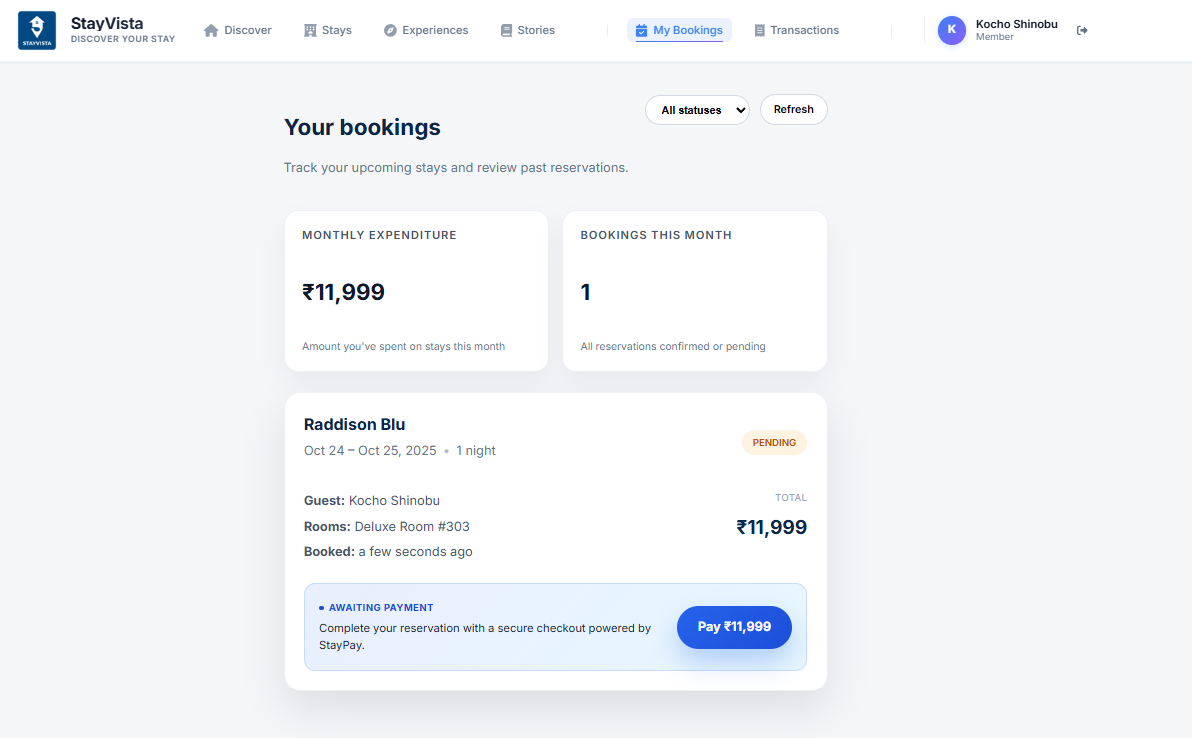 STAYVISTA
StayVista
DISCOVER YOUR STAY
Discover
Stays
Experiences
Stories
My Bookings
Transactions
K
Kocho Shinobu
Member
Your bookings
All statuses
Refresh
Track your upcoming stays and review past reservations.
MONTHLY EXPENDITURE
₹11,999
Amount you've spent on stays this month
BOOKINGS THIS MONTH
1
All reservations confirmed or pending
Raddison Blu
Oct 24 – Oct 25, 2025 • 1 night
PENDING
Guest: Kocho Shinobu
Rooms: Deluxe Room #303
Booked: a few seconds ago
TOTAL
₹11,999
• AWAITING PAYMENT
Complete your reservation with a secure checkout powered by
StayPay.
Pay ₹11,999